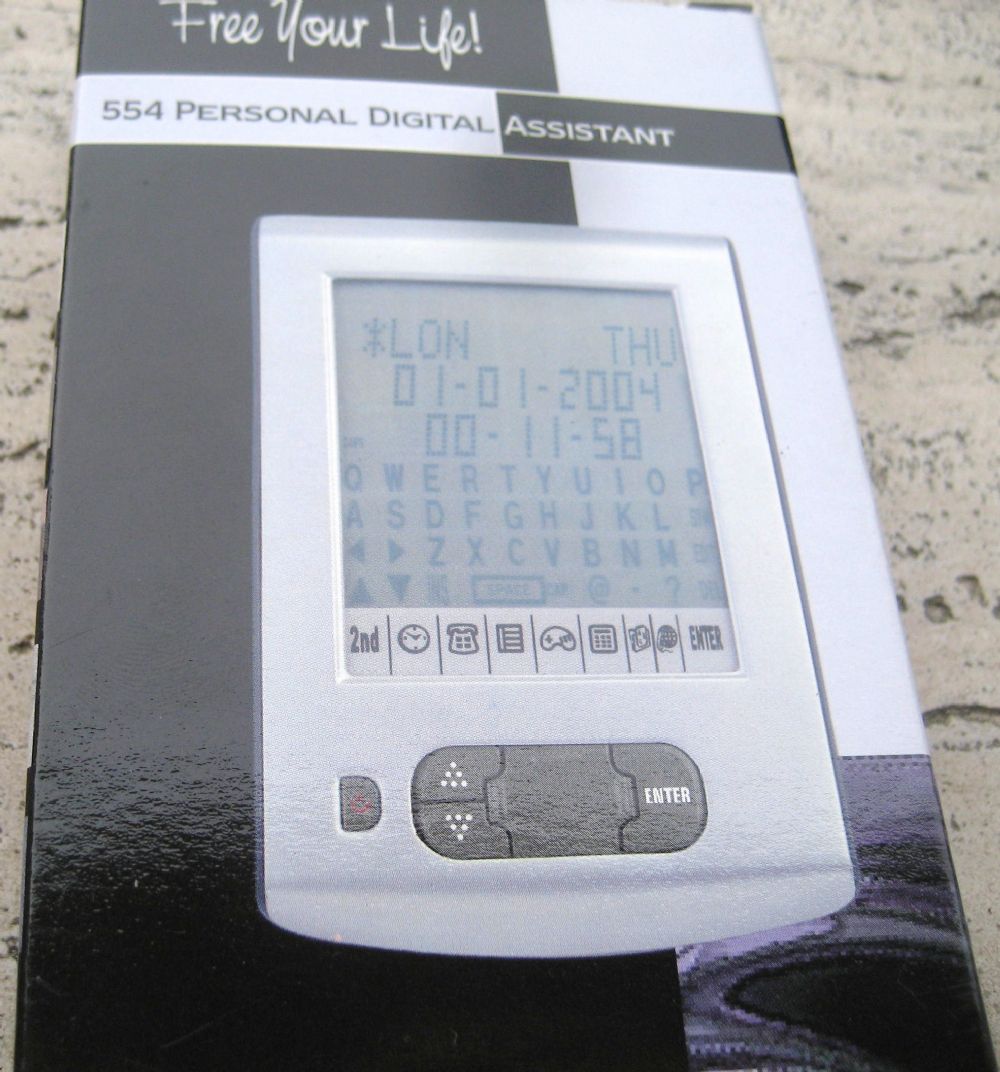 Free Your Life!
554 PERSONAL DIGITAL ASSISTANT
*LON THU
01-01-2004
00-11-58
Q W E R T Y U I O P
A S D F G H J K L
Z X C V B N M
SPACE @ - ?
2nd ENTER
ENTER